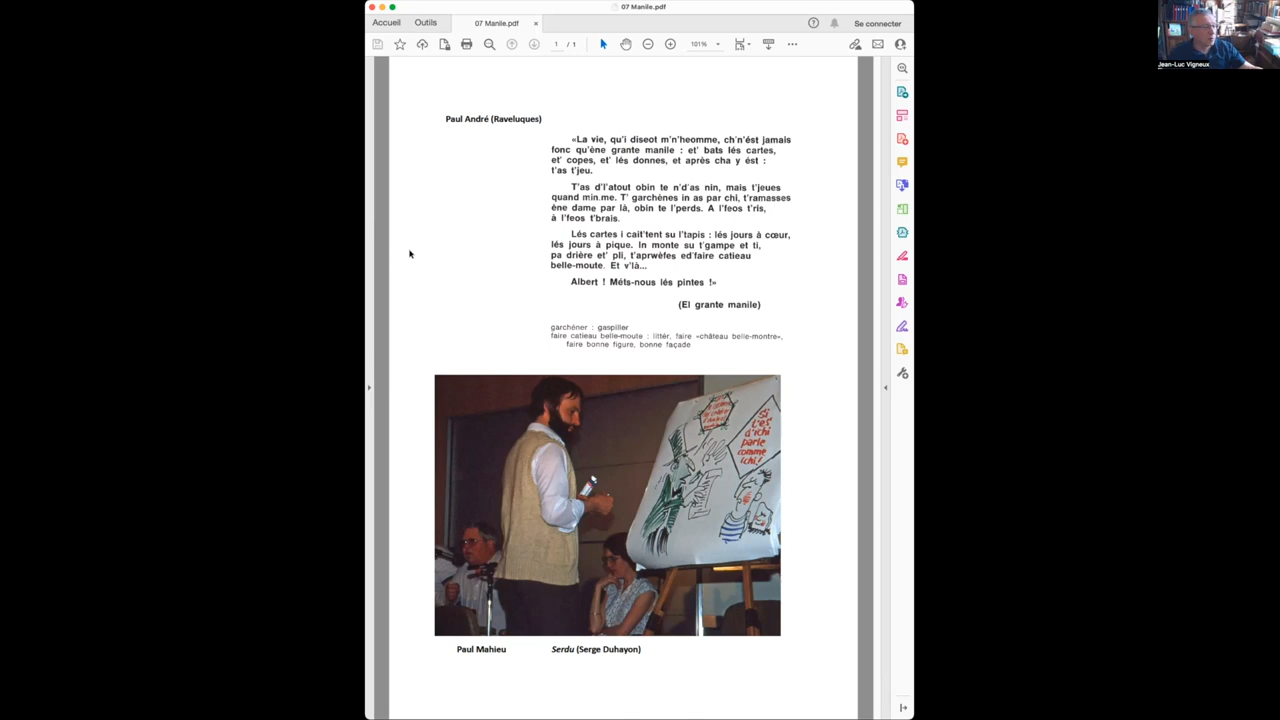 07 Manile.pdf
Accueil Outils 07 Manile.pdf × Se connecter
1 / 1 101%
Jean-Luc Vigneux
Paul André (Raveluques)
«La vie, qu'i diseot m'n'heomme, ch'n'ést jamais
fonc qu'ène grante manile : et' bats lés cartes,
et' copes, et' lés donnes, et après cha y ést :
t'as t'jeu.
T'as d'l'atout obin te n'd'as nin, mais t'jeues
quand min.me. T' garchènes in as par chi, t'ramasses
ène dame par là, obin te l'perds. A l'feos t'ris,
à l'feos t'brais.
Lés cartes i cait'tent su l'tapis : lés jours à cœur,
lés jours à pique. In monte su t'gampe et ti,
pa drière et' pli, t'aprwèfes ed'faire catieau
belle-moute. Et v'là...
Albert ! Méts-nous lés pintes !»
(El grante manile)
garchéner : gaspiller
faire catieau belle-moute : littér, faire «château belle-montre»,
faire bonne figure, bonne façade
Si
t'es
d'ichi
parle
comme
ichi!
Paul Mahieu Serdu (Serge Duhayon)